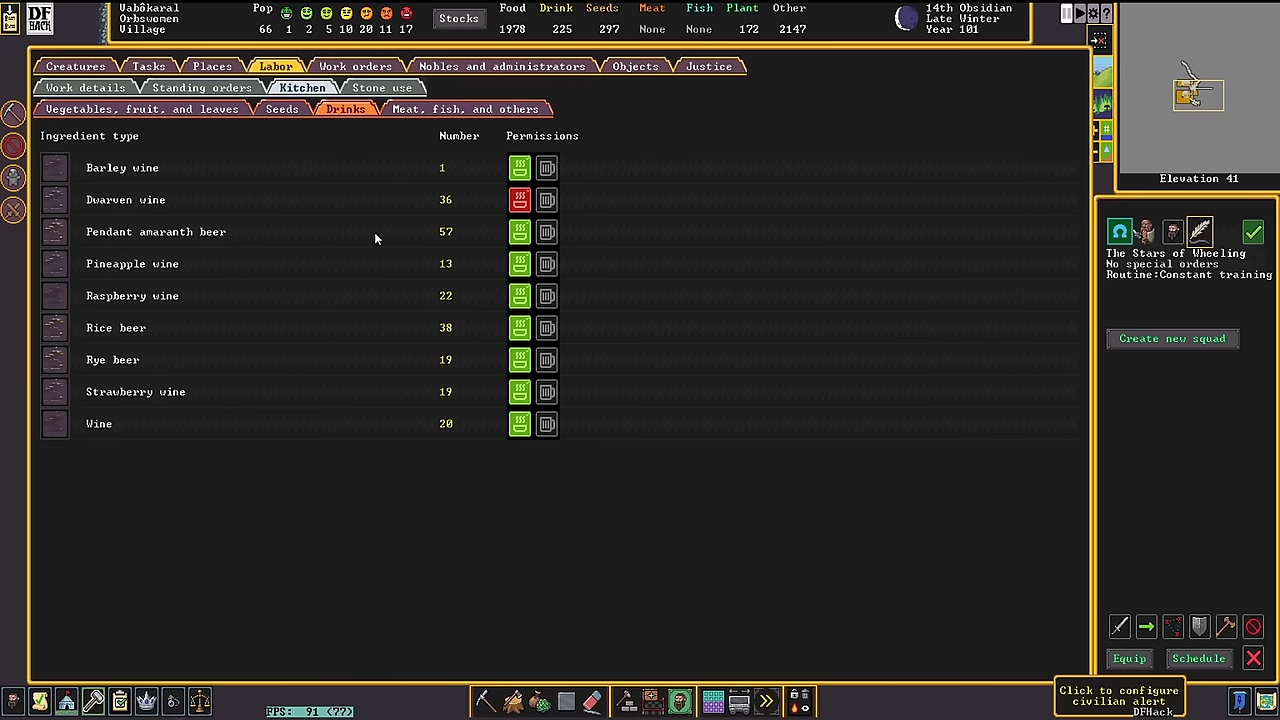 DF HACK
Vabôkaral
Orbswomen
Village
Pop
66 1 2 5 10 20 11 17
Stocks
Food Drink Seeds Meat Fish Plant Other
1978 225 297 None None 172 2147
14th Obsidian
Late Winter
Year 101
Creatures Tasks Places Labor Work orders Nobles and administrators Objects Justice
Work details Standing orders Kitchen Stone use
Vegetables, fruit, and leaves Seeds Drinks Meat, fish, and others
Ingredient type Number Permissions
Barley wine 1
Dwarven wine 36
Pendant amaranth beer 57
Pineapple wine 13
Raspberry wine 22
Rice beer 38
Rye beer 19
Strawberry wine 19
Wine 20
Elevation 41
The Stars of Wheeling
No special orders
Routine:Constant training
Create new squad
Equip Schedule
Click to configure
civilian alert
DFHack
FPS: 91 (77)